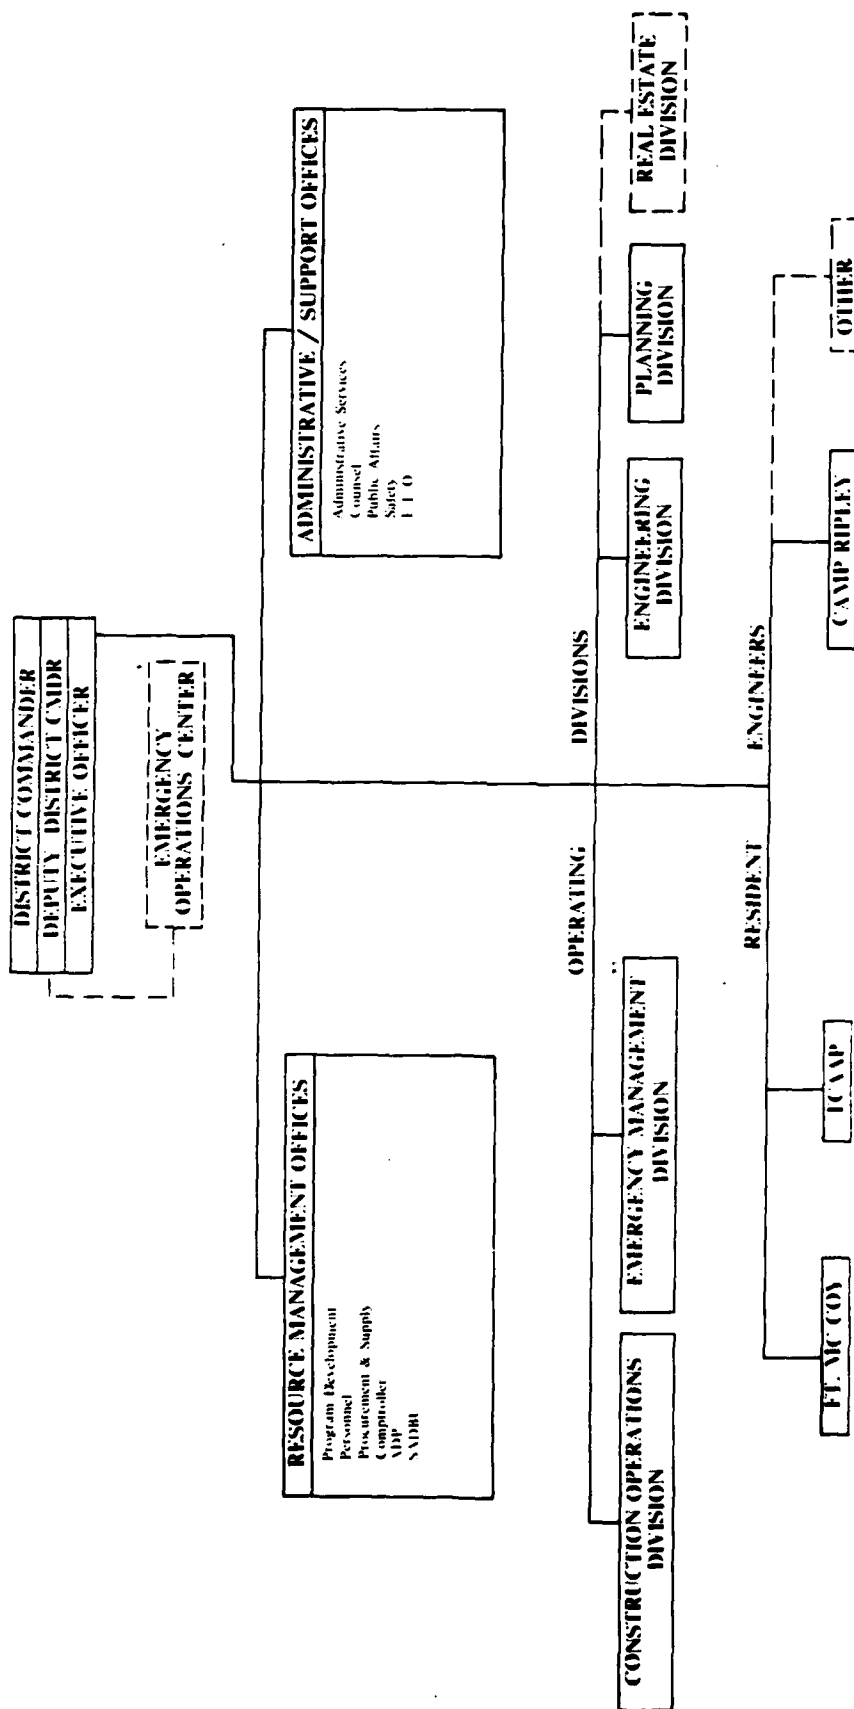 DISTRICT COMMANDER
DEPUTY DISTRICT CMDR
EXECUTIVE OFFICER
EMERGENCY
OPERATIONS CENTER
RESOURCE MANAGEMENT OFFICES
Program Development
Personnel
Procurement & Supply
Comptroller
ADP
SADBU
ADMINISTRATIVE / SUPPORT OFFICES
Administrative Services
Counsel
Public Affairs
Safety
E E O
OPERATING DIVISIONS
CONSTRUCTION OPERATIONS
DIVISION
EMERGENCY MANAGEMENT
DIVISION
ENGINEERING
DIVISION
PLANNING
DIVISION
REAL ESTATE
DIVISION
RESIDENT ENGINEERS
FT. MC COY
TCAAP
CAMP RIPLEY
OTHER